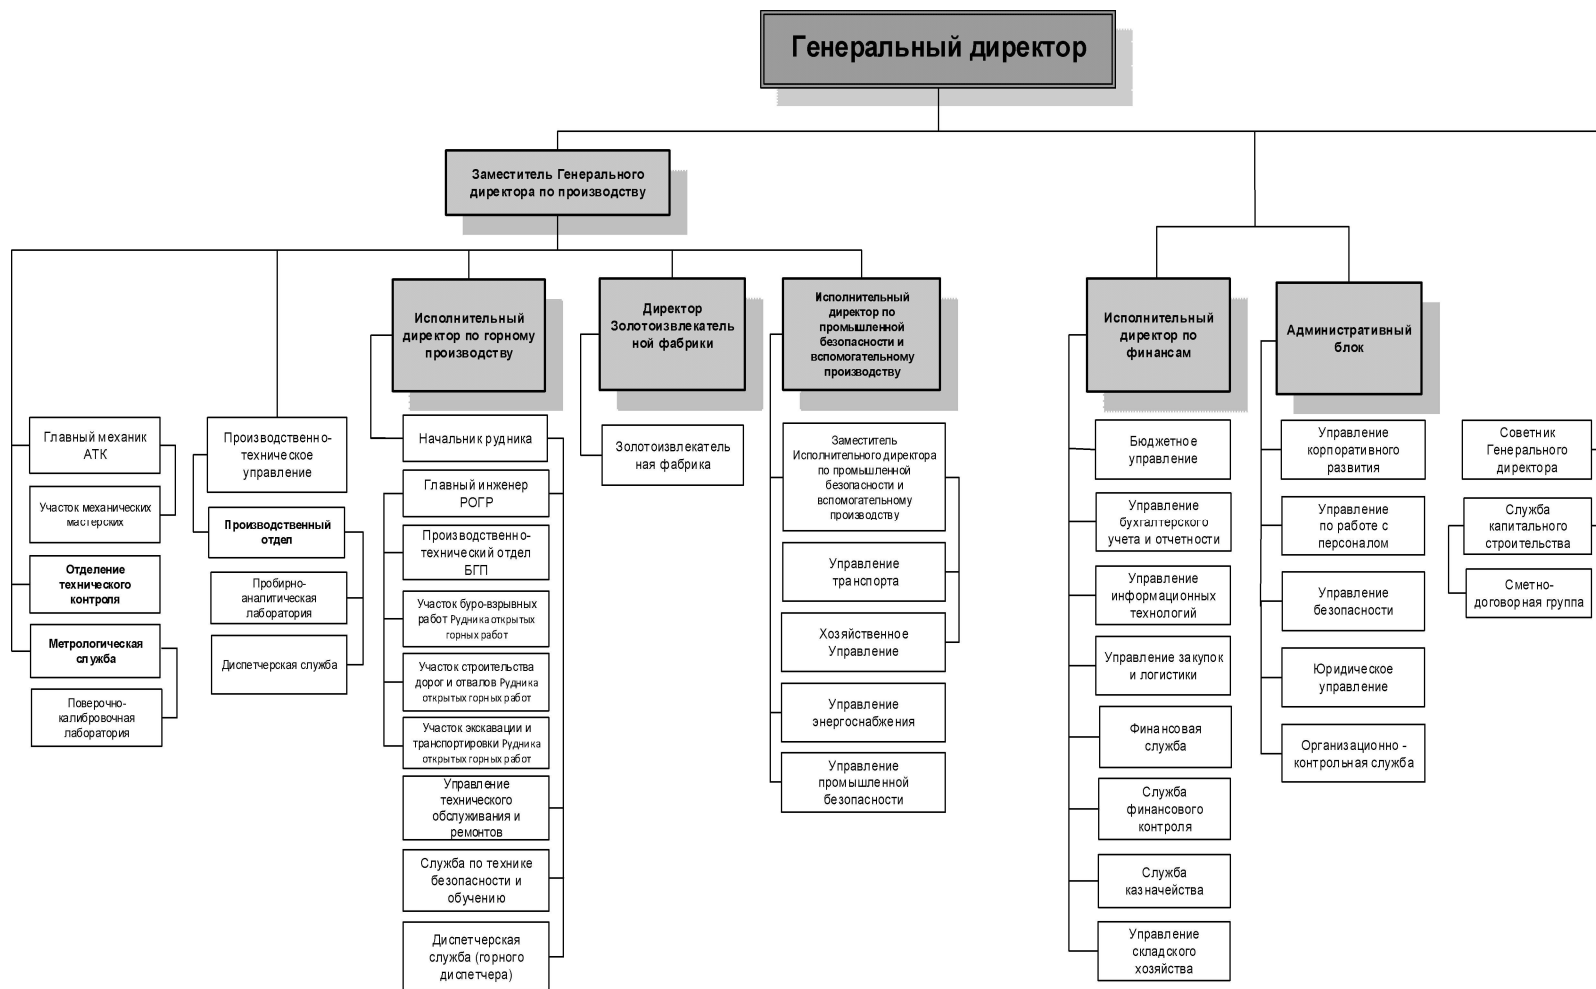 Генеральный директор
Заместитель Генерального
директора по производству
Исполнительный
директор по горному
производству
Директор
Золотоизвлекатель
ной фабрики
Исполнительный
директор по
промышленной
безопасности и
вспомогательному
производству
Исполнительный
директор по
финансам
Административный
блок
Главный механик
АТК
Участок механических
мастерских
Отделение
технического
контроля
Метрологическая
служба
Поверочно-
калибровочная
лаборатория
Производственно-
техническое
управление
Производственный
отдел
Пробирно-
аналитическая
лаборатория
Диспетчерская служба
Начальник рудника
Главный инженер
РОГР
Производственно-
технический отдел
БГП
Участок буро-взрывных
работ Рудника открытых
горных работ
Участок строительства
дорог и отвалов Рудника
открытых горных работ
Участок экскавации и
транспортировки Рудника
открытых горных работ
Управление
технического
обслуживания и
ремонтов
Служба по технике
безопасности и
обучению
Диспетчерская
служба (горного
диспетчера)
Золотоизвлекатель
ная фабрика
Заместитель
Исполнительного директора
по промышленной
безопасности и
вспомогательному
производству
Управление
транспорта
Хозяйственное
Управление
Управление
энергоснабжения
Управление
промышленной
безопасности
Бюджетное
управление
Управление
бухгалтерского
учета и отчетности
Управление
информационных
технологий
Управление закупок
и логистики
Финансовая
служба
Служба
финансового
контроля
Служба
казначейства
Управление
складского
хозяйства
Управление
корпоративного
развития
Управление
по работе с
персоналом
Управление
безопасности
Юридическое
управление
Организационно -
контрольная служба
Советник
Генерального
директора
Служба
капитального
строительства
Сметно-
договорная группа